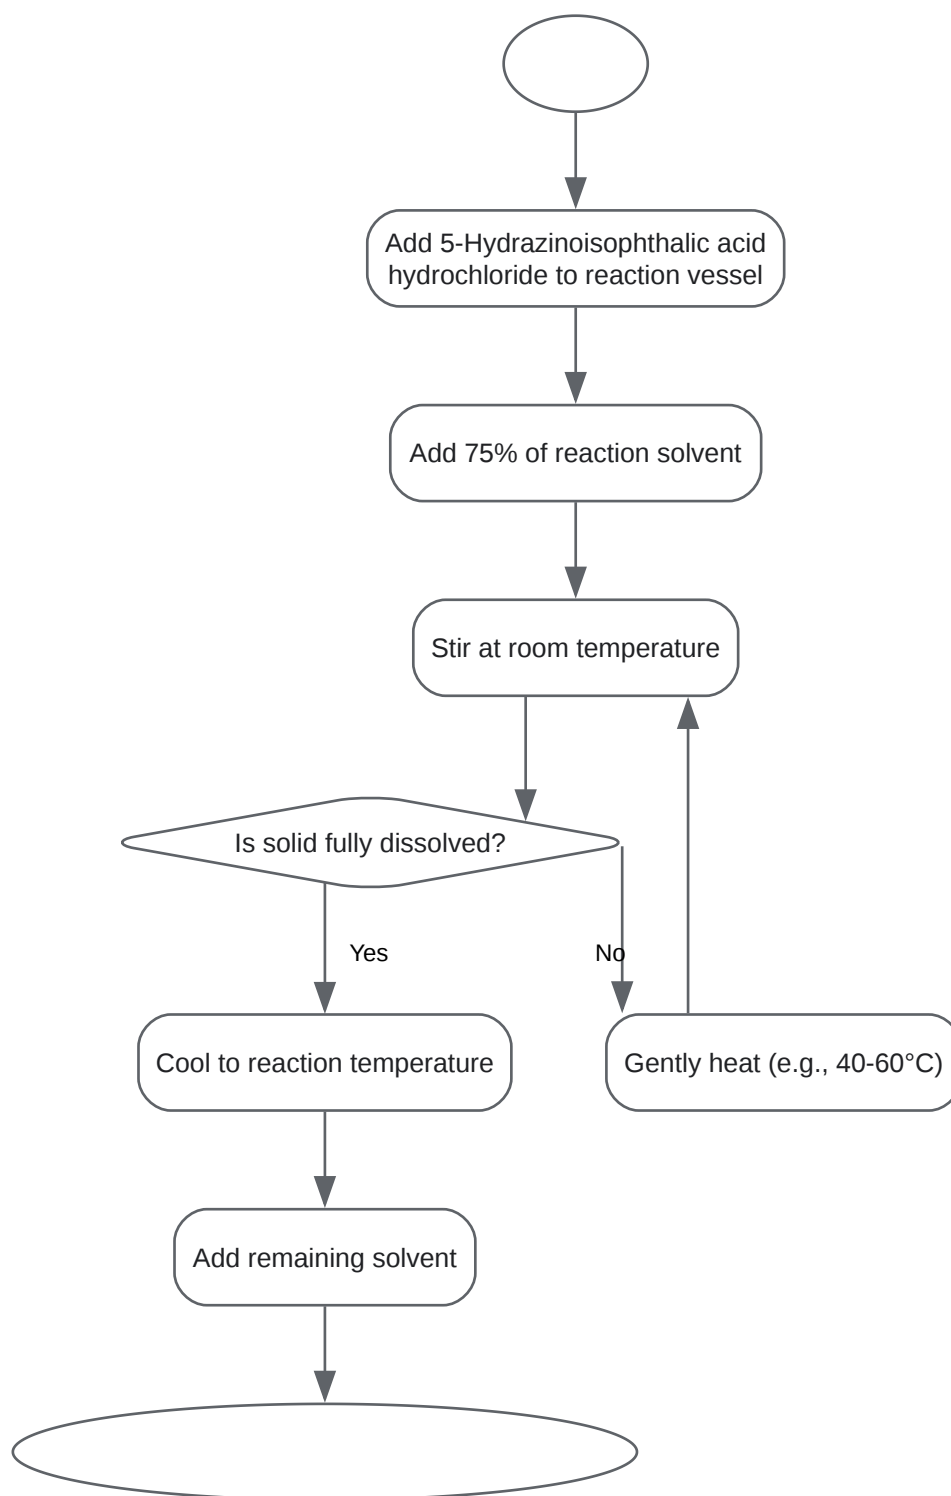 Add 5-Hydrazinoisophthalic acid
hydrochloride to reaction vessel
Add 75% of reaction solvent
Stir at room temperature
Is solid fully dissolved?
Yes
No
Cool to reaction temperature
Gently heat (e.g., 40-60°C)
Add remaining solvent